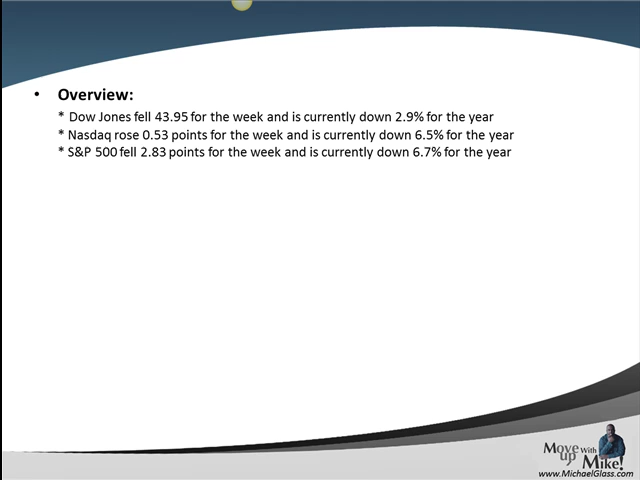 • Overview:
* Dow Jones fell 43.95 for the week and is currently down 2.9% for the year
* Nasdaq rose 0.53 points for the week and is currently down 6.5% for the year
* S&P 500 fell 2.83 points for the week and is currently down 6.7% for the year
Move up With Mike!
www.MichaelGlass.com